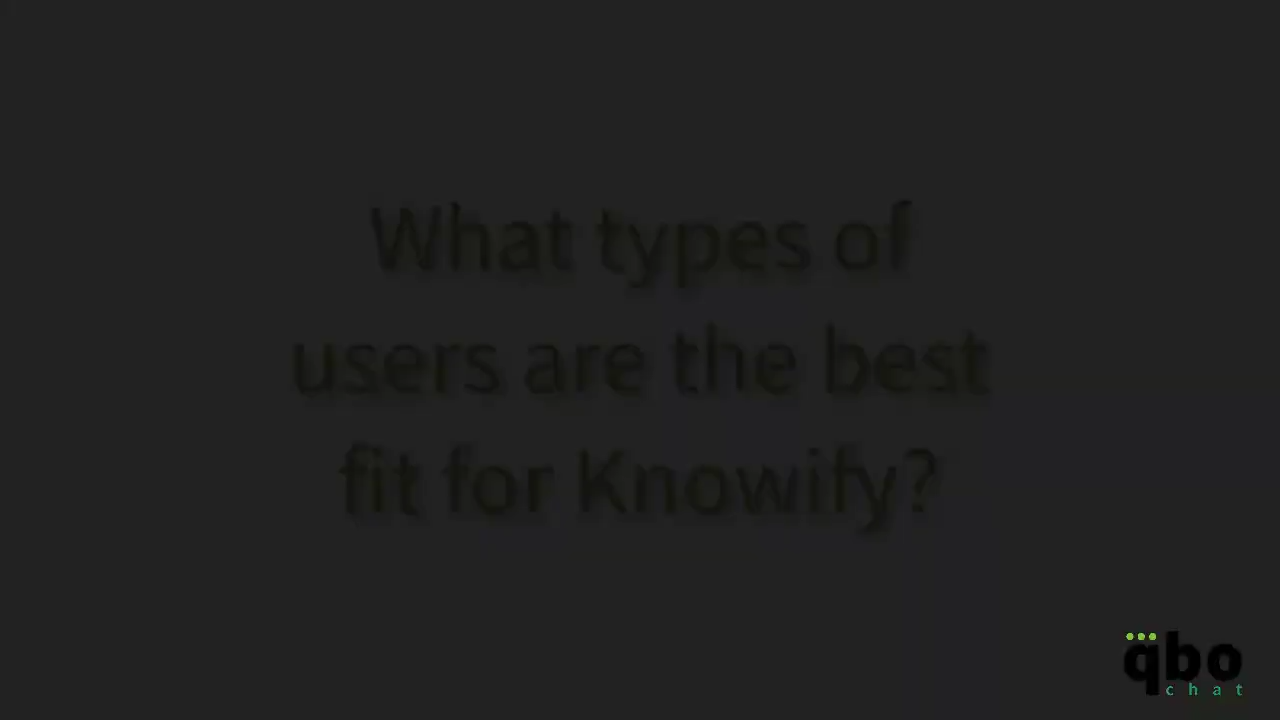 What types of
users are the best
fit for Knowify?
qbo
chat